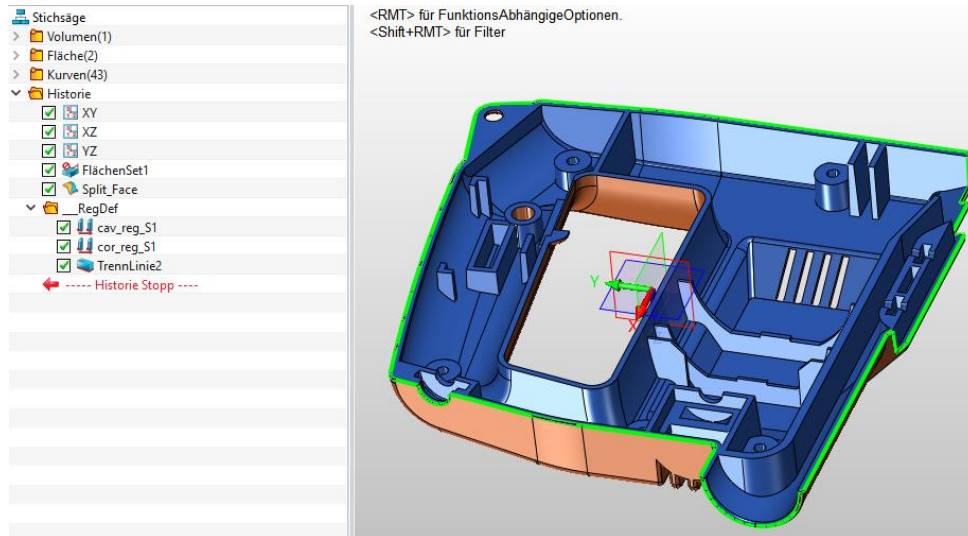 Stichsäge
Volumen(1)
Fläche(2)
Kurven(43)
Historie
XY
XZ
YZ
FlächenSet1
Split_Face
__RegDef
cav_reg_S1
cor_reg_S1
TrennLinie2
----- Historie Stopp ----
<RMT> für FunktionsAbhängigeOptionen.
<Shift+RMT> für Filter
Y
X